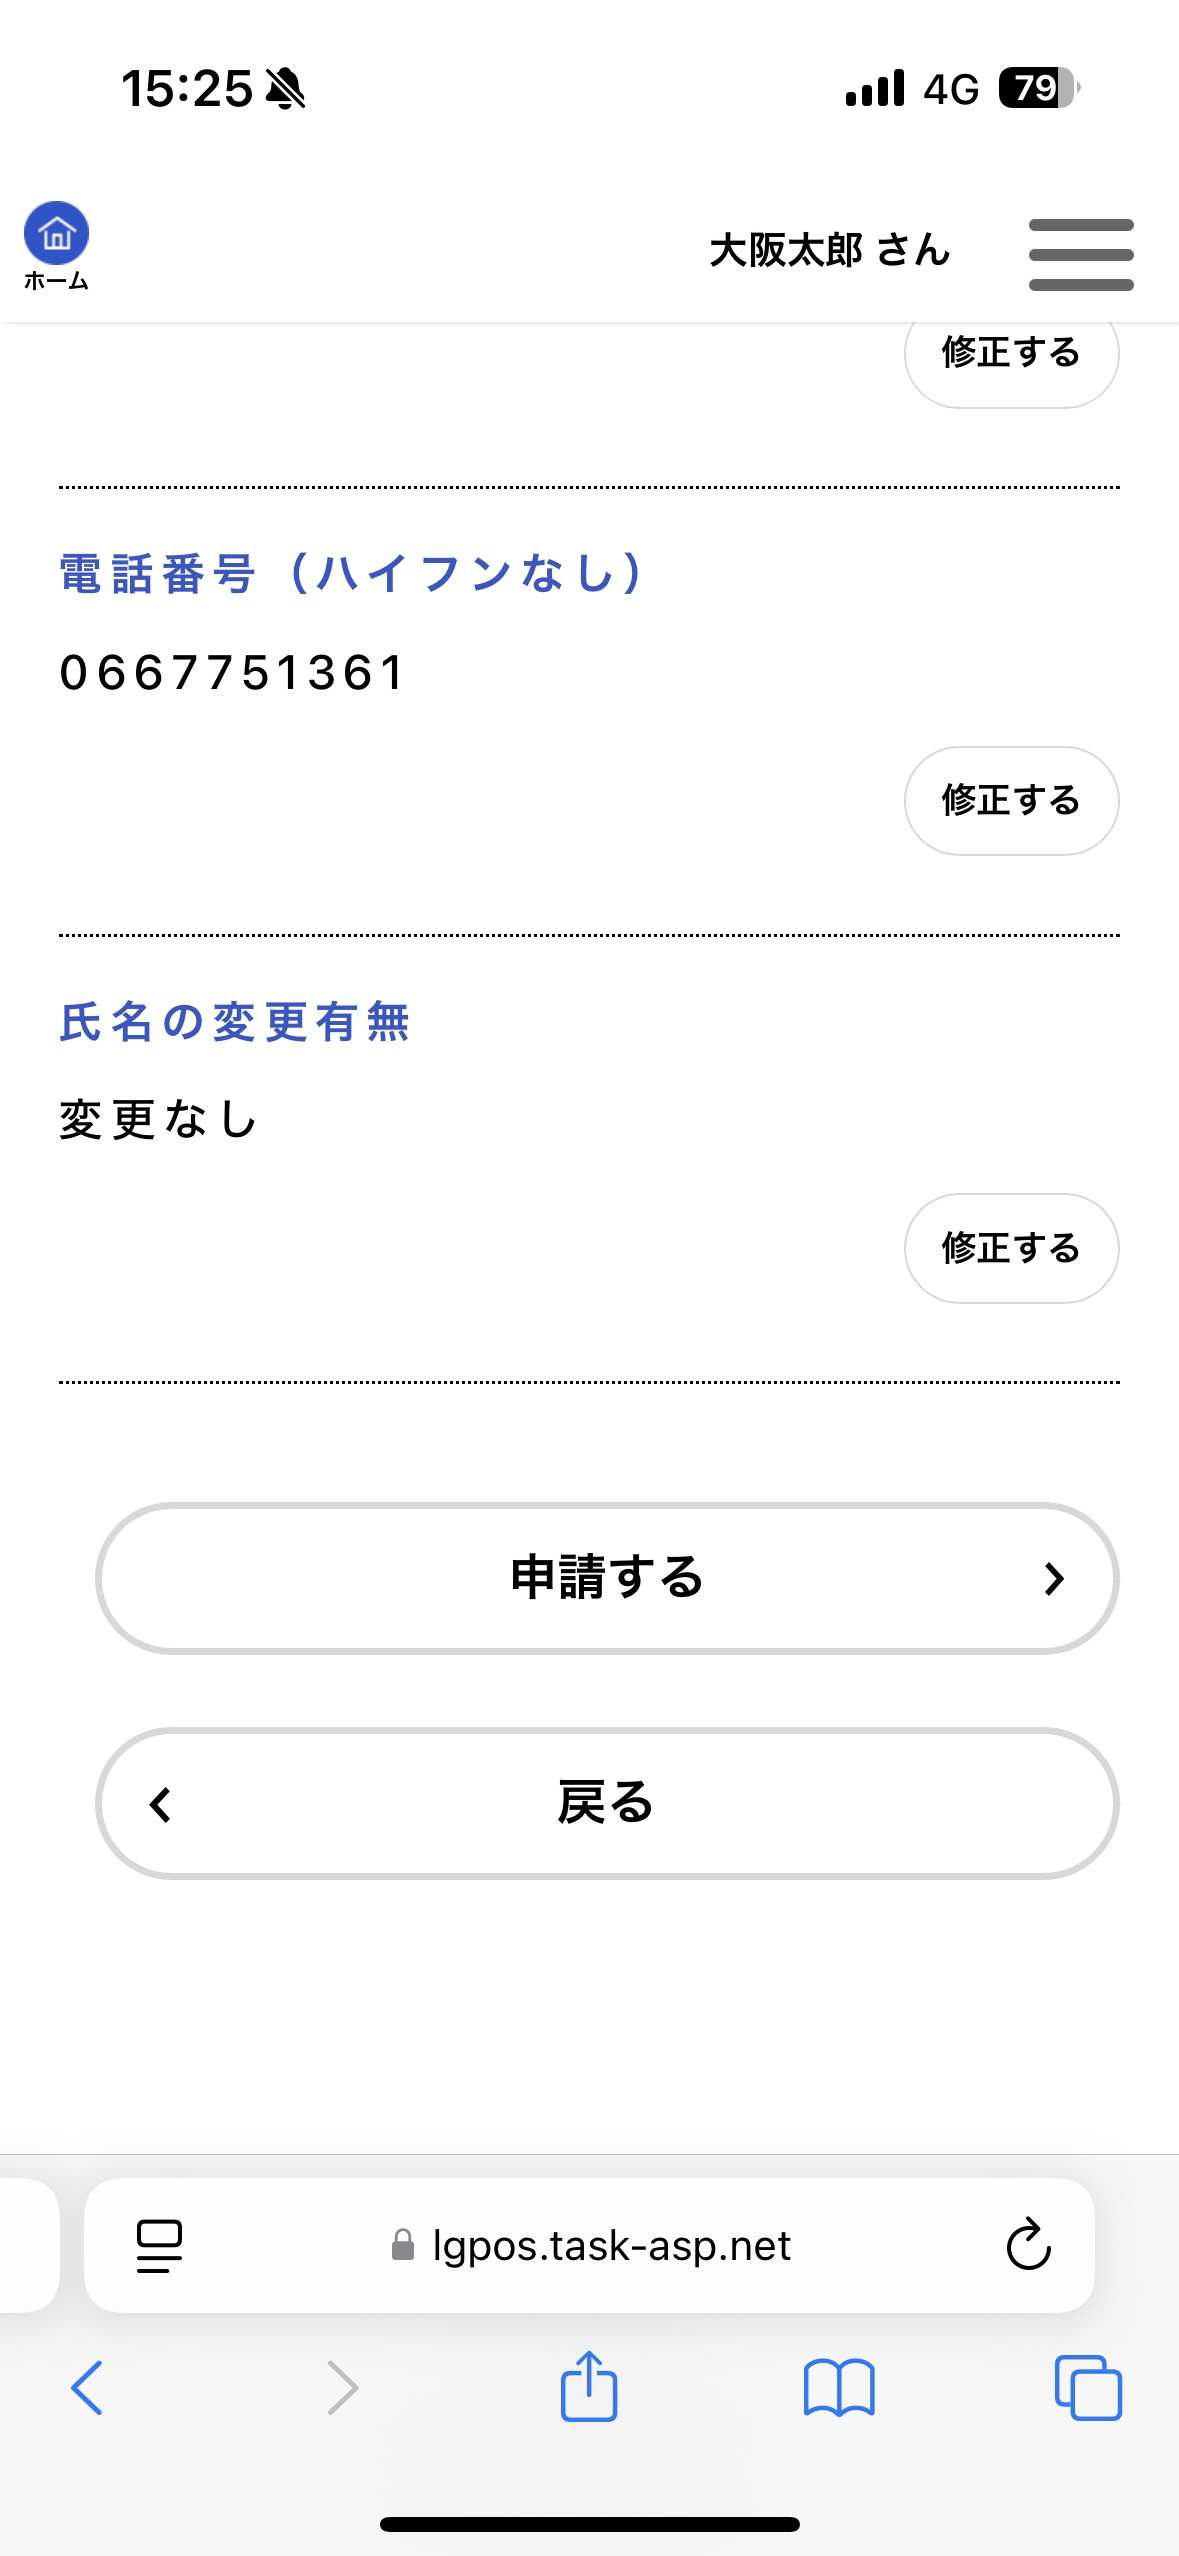 15:25
4G 79
ホーム
大阪太郎 さん
修正する
電話番号（ハイフンなし）
0667751361
修正する
氏名の変更有無
変更なし
修正する
申請する
戻る
lgpos.task-asp.net